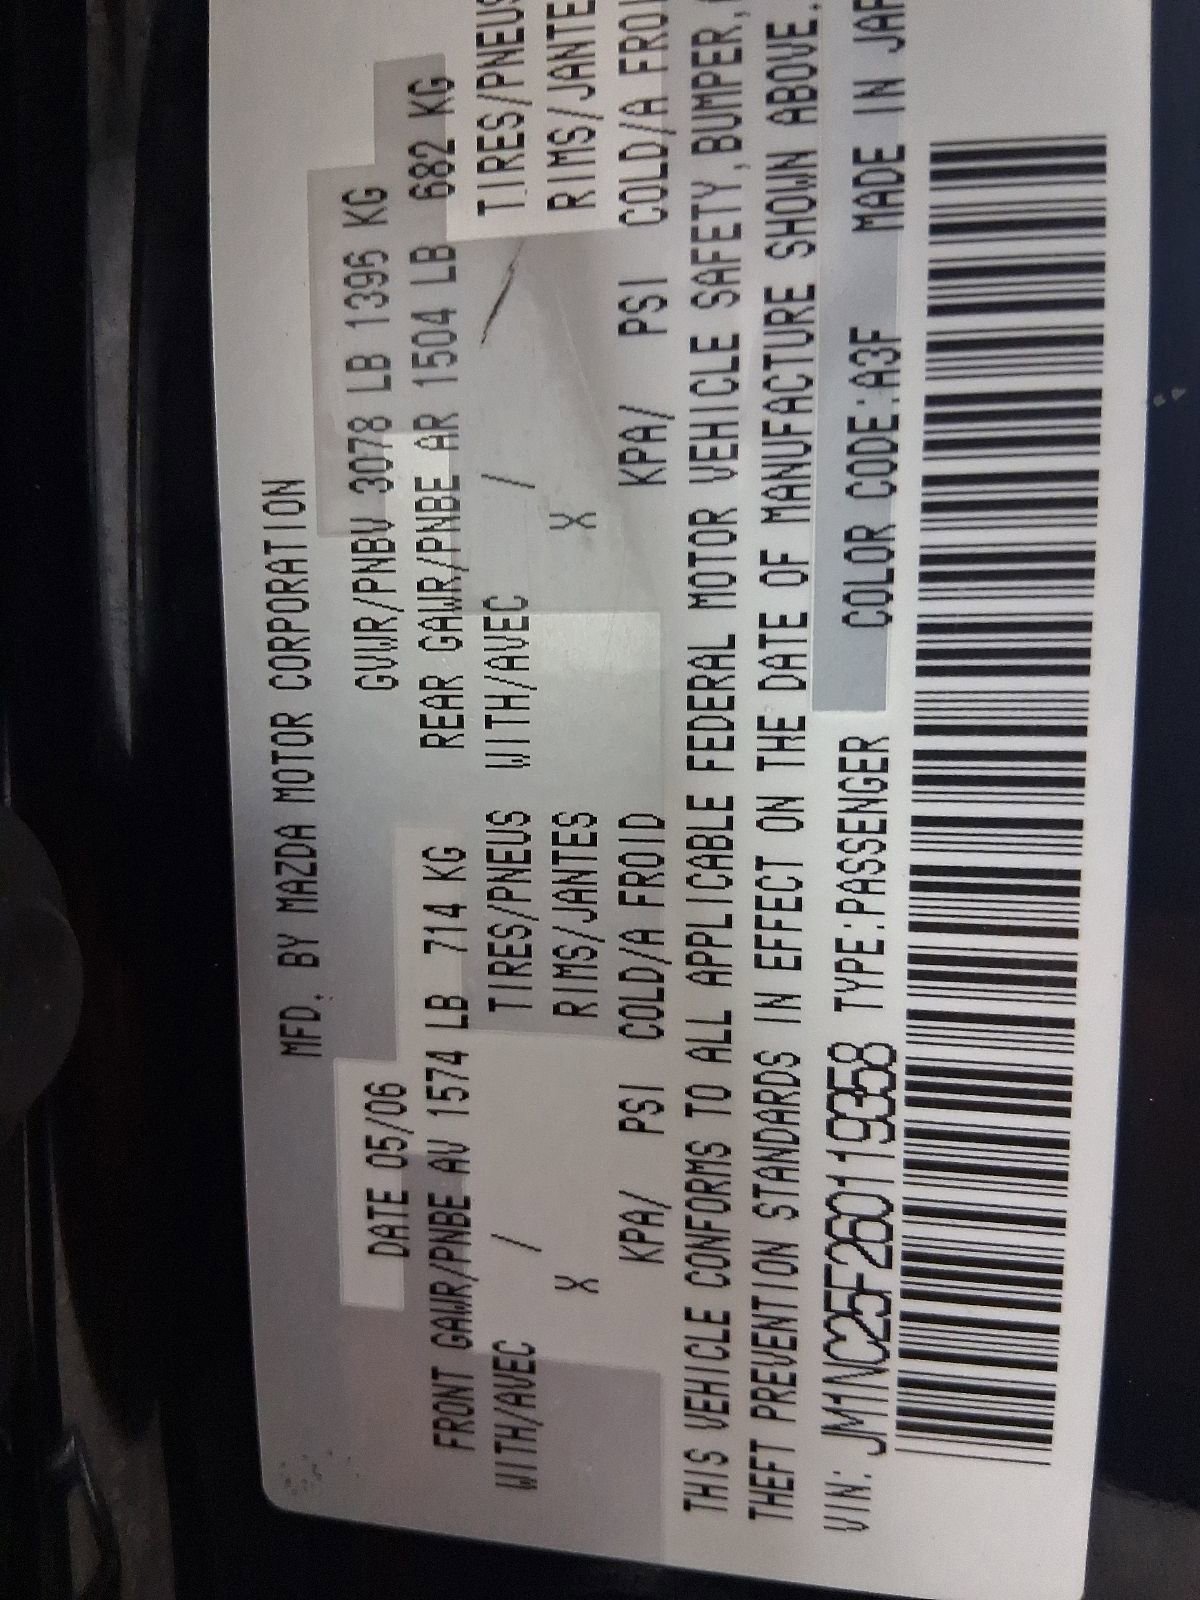 MFD. BY MAZDA MOTOR CORPORATION
DATE 05/06 GVWR/PNBV 3078 LB 1396 KG
FRONT GAWR/PNBE AV 1574 LB 714 KG REAR GAWR/PNBE AR 1504 LB 682 KG
WITH/AVEC / TIRES/PNEUS WITH/AVEC / TIRES/PNEUS
X RIMS/JANTES X RIMS/JANTE
KPA/ PSI COLD/A FROID KPA/ PSI COLD/A FROI
THIS VEHICLE CONFORMS TO ALL APPLICABLE FEDERAL MOTOR VEHICLE SAFETY,BUMPER,
THEFT PREVENTION STANDARDS IN EFFECT ON THE DATE OF MANUFACTURE SHOWN ABOVE.
VIN: JM1NC25F260119358 TYPE:PASSENGER COLOR CODE:A3F MADE IN JAP